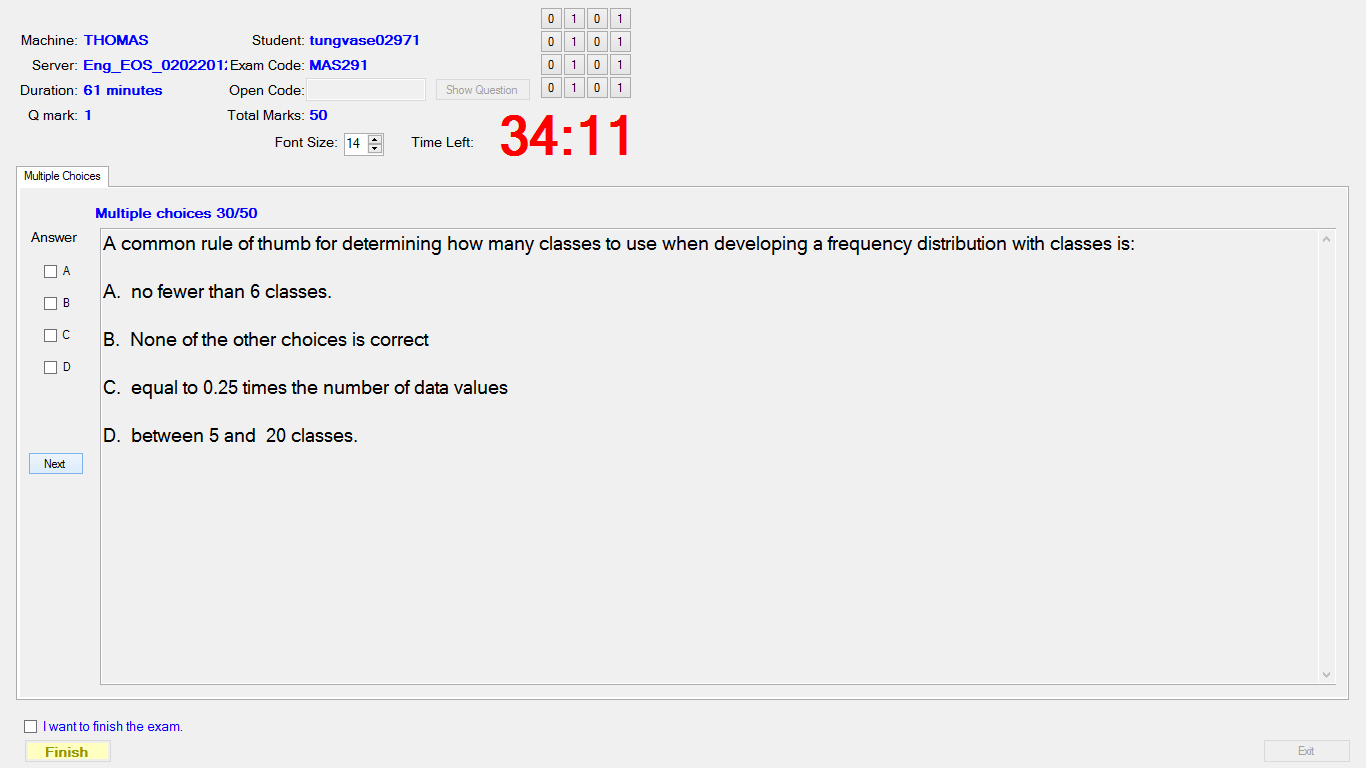 Machine: THOMAS Student: tungvase02971
Server: Eng_EOS_02022012 Exam Code: MAS291
Duration: 61 minutes Open Code: Show Question
Q mark: 1 Total Marks: 50
0 1 0 1
0 1 0 1
0 1 0 1
0 1 0 1
Font Size: 14 Time Left: 34:11
Multiple Choices
Multiple choices 30/50
Answer
A
B
C
D
Next
A common rule of thumb for determining how many classes to use when developing a frequency distribution with classes is:
A. no fewer than 6 classes.
B. None of the other choices is correct
C. equal to 0.25 times the number of data values
D. between 5 and 20 classes.
I want to finish the exam.
Finish
Exit